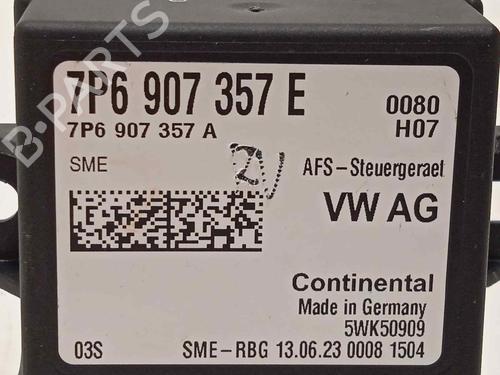 7P6 907 357 E
0080
7P6 907 357 A
H07
SME
AFS-Steuergeraet
VW AG
Continental
Made in Germany
5WK50909
03S
SME-RBG 13.06.23 0008 1504
B-PARTS